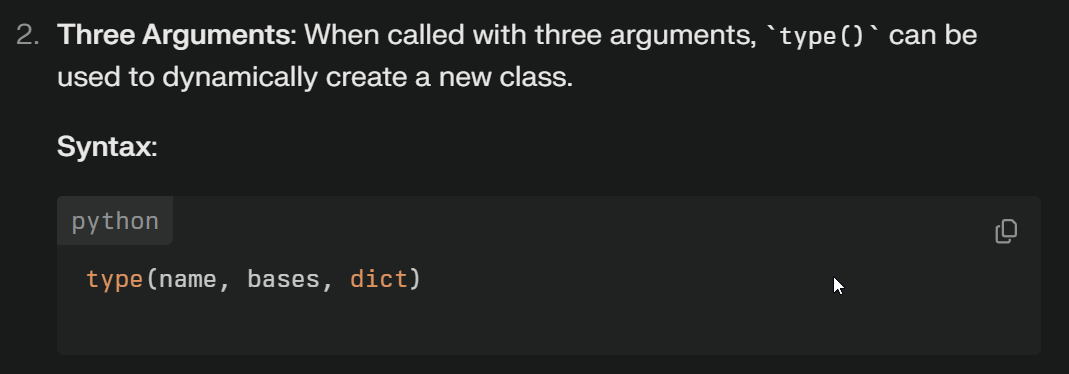 2. Three Arguments: When called with three arguments, `type()` can be
used to dynamically create a new class.
Syntax:
python
type(name, bases, dict)